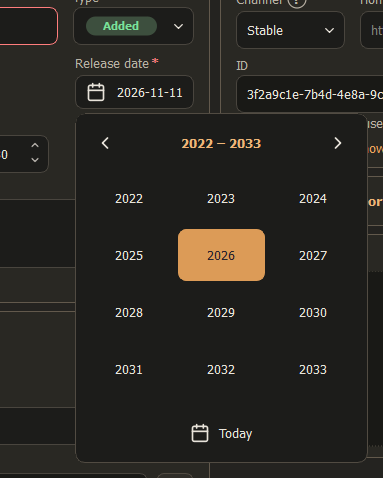 Type
Channel ?
Added
Stable
Release date *
ID
2026-11-11
3f2a9c1e-7b4d-4e8a-9c
2022 – 2033
2022 2023 2024
2025 2026 2027
2028 2029 2030
2031 2032 2033
Today